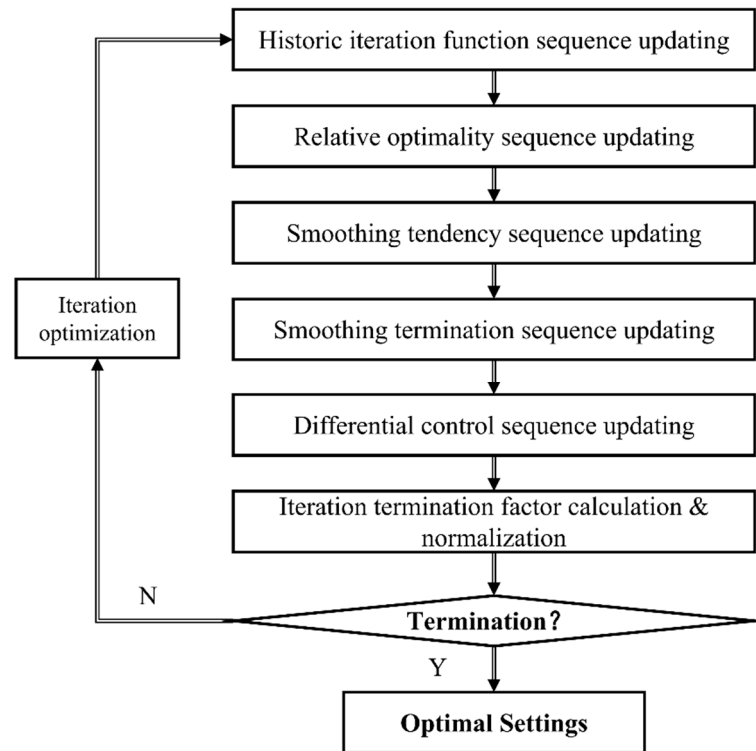 Historic iteration function sequence updating
Relative optimality sequence updating
Smoothing tendency sequence updating
Iteration
optimization
Smoothing termination sequence updating
Differential control sequence updating
Iteration termination factor calculation &
normalization
N
Termination？
Y
Optimal Settings